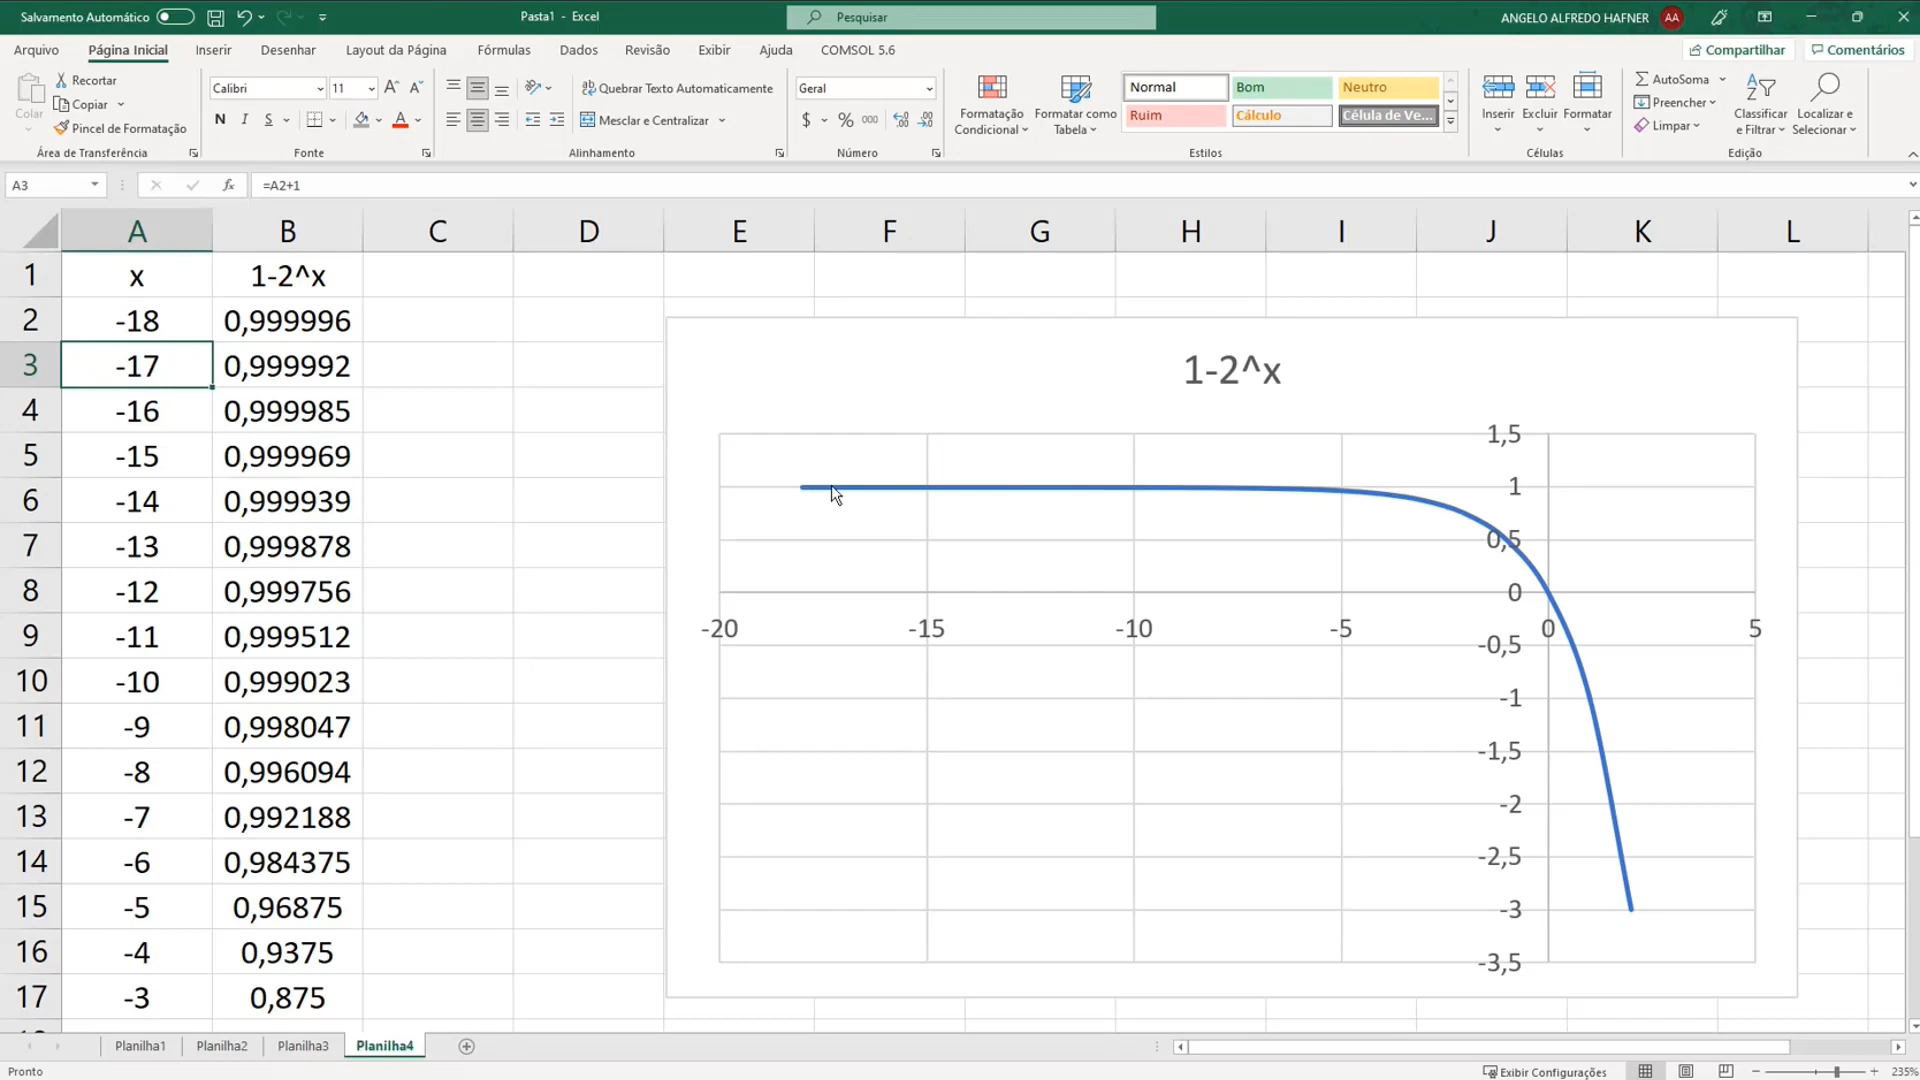 Salvamento Automático
Pasta1 - Excel
Pesquisar
ANGELO ALFREDO HAFNER
AA
Arquivo
Página Inicial
Inserir
Desenhar
Layout da Página
Fórmulas
Dados
Revisão
Exibir
Ajuda
COMSOL 5.6
Compartilhar
Comentários
Colar
Recortar
Copiar
Pincel de Formatação
Área de Transferência
Calibri
11
N I S
Fonte
Quebrar Texto Automaticamente
Mesclar e Centralizar
Alinhamento
Geral
$ % 000
Número
Formatação Condicional
Formatar como Tabela
Normal
Bom
Neutro
Ruim
Cálculo
Célula de Ve...
Estilos
Inserir
Excluir
Formatar
Células
AutoSoma
Preencher
Limpar
Classificar e Filtrar
Localizar e Selecionar
Edição
A3
fx
=A2+1
A B C D E F G H I J K L
1 x 1-2^x
2 -18 0,999996
3 -17 0,999992
4 -16 0,999985
5 -15 0,999969
6 -14 0,999939
7 -13 0,999878
8 -12 0,999756
9 -11 0,999512
10 -10 0,999023
11 -9 0,998047
12 -8 0,996094
13 -7 0,992188
14 -6 0,984375
15 -5 0,96875
16 -4 0,9375
17 -3 0,875
1-2^x
1,5
1
0,5
0
-20 -15 -10 -5 0 5
-0,5
-1
-1,5
-2
-2,5
-3
-3,5
Planilha1
Planilha2
Planilha3
Planilha4
Pronto
Exibir Configurações
235%